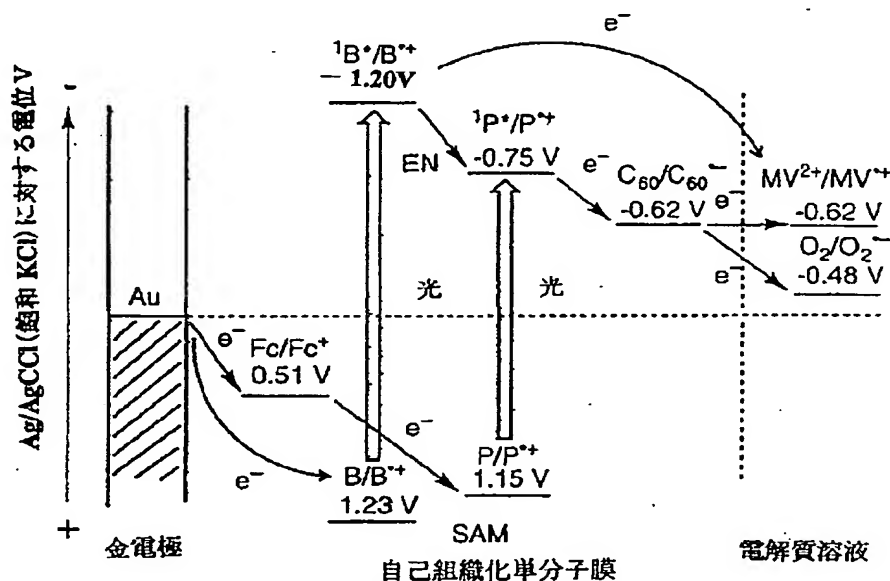 Ag/AgCCl(飽和 KCl)に対する電位 V
-
+
Au
金電極
e⁻
Fc/Fc⁺
0.51 V
e⁻
e⁻
¹B*/B•⁺
− 1.20V
光
B/B•⁺
1.23 V
EN
¹P*/P•⁺
-0.75 V
光
P/P•⁺
1.15 V
SAM
自己組織化単分子膜
e⁻
C₆₀/C₆₀•⁻
-0.62 V
e⁻
e⁻
e⁻
MV²⁺/MV•⁺
-0.62 V
O₂/O₂•⁻
-0.48 V
電解質溶液